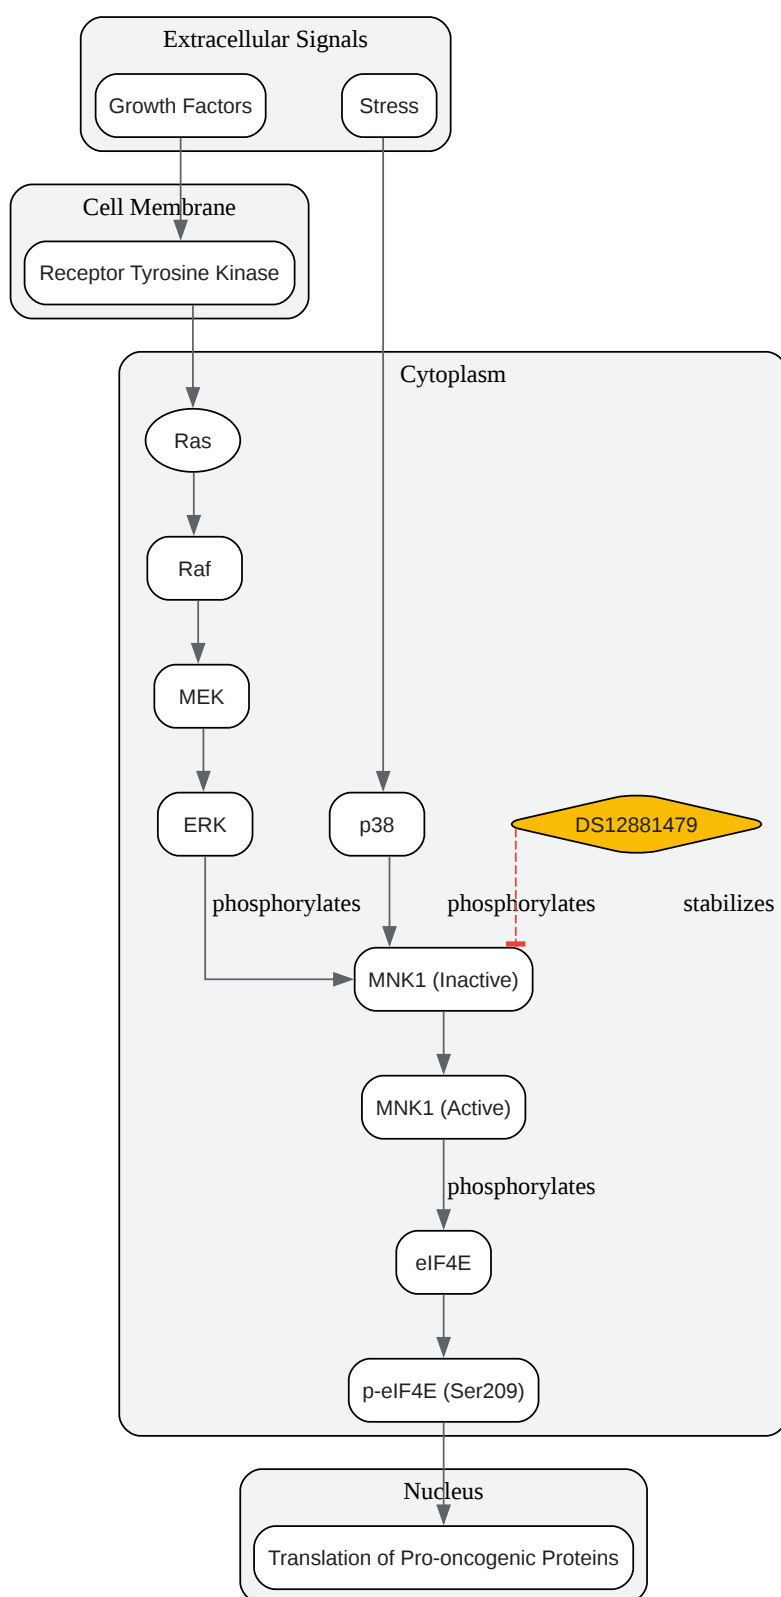 Extracellular Signals
Growth Factors
Stress
Cell Membrane
Receptor Tyrosine Kinase
Cytoplasm
Ras
Raf
MEK
ERK
p38
DS12881479
phosphorylates
phosphorylates
stabilizes
MNK1 (Inactive)
MNK1 (Active)
phosphorylates
eIF4E
p-eIF4E (Ser209)
Nucleus
Translation of Pro-oncogenic Proteins